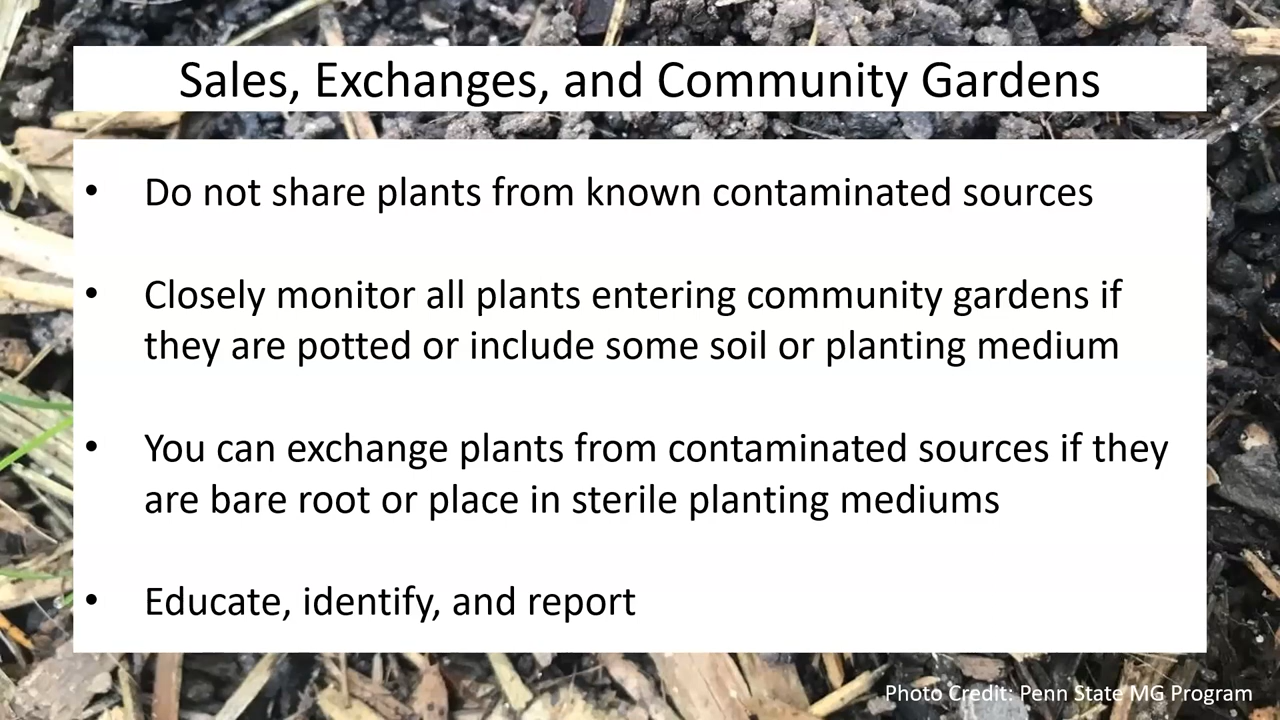 Sales, Exchanges, and Community Gardens
• Do not share plants from known contaminated sources
• Closely monitor all plants entering community gardens if
they are potted or include some soil or planting medium
• You can exchange plants from contaminated sources if they
are bare root or place in sterile planting mediums
• Educate, identify, and report
Photo Credit: Penn State MG Program